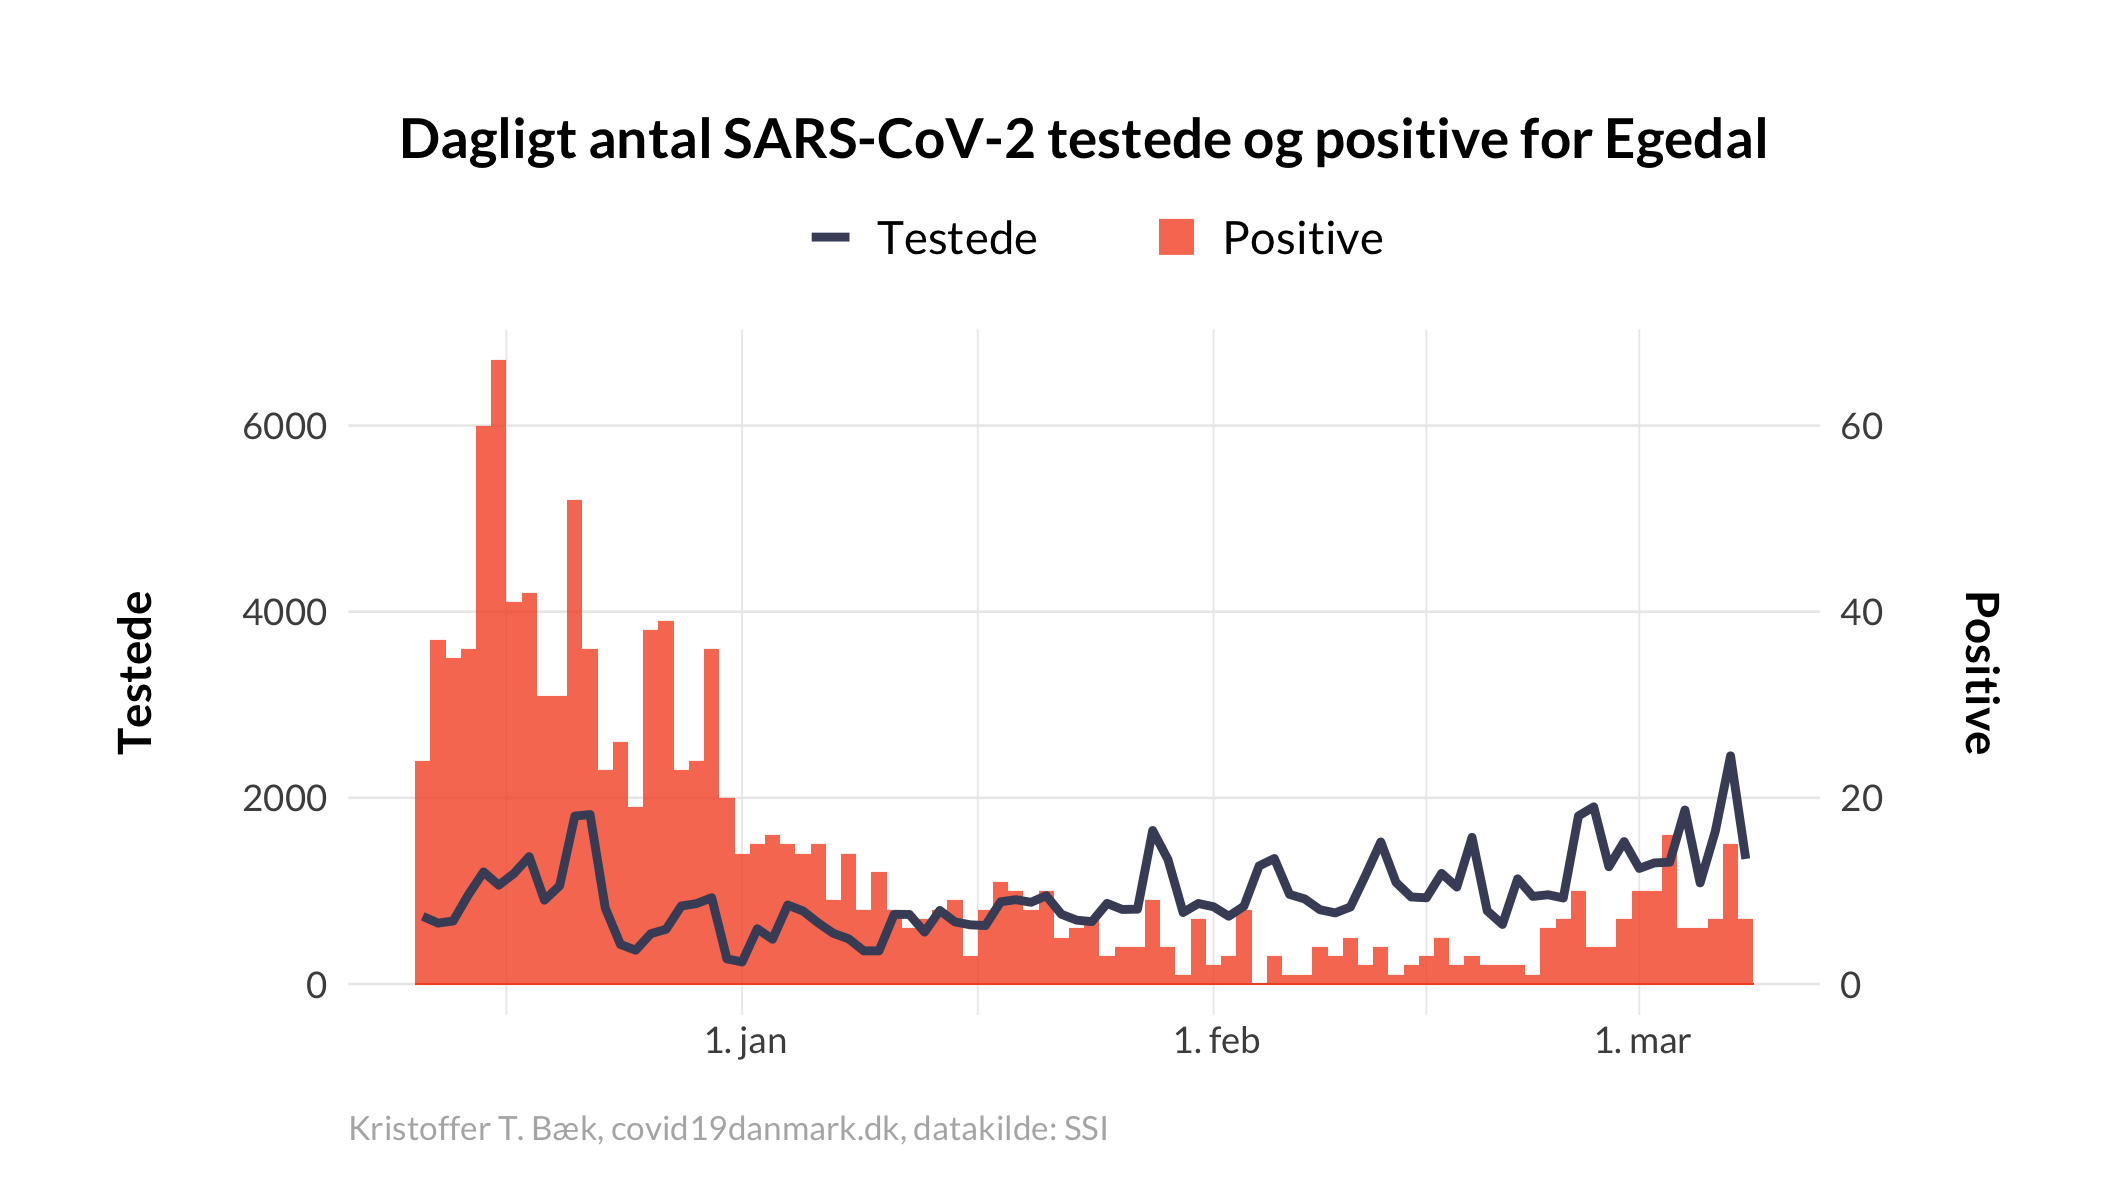 Dagligt antal SARS-CoV-2 testede og positive for Egedal
Testede
Positive
6000
4000
2000
0
60
40
20
0
Testede
Positive
1. jan
1. feb
1. mar
Kristoffer T. Bæk, covid19danmark.dk, datakilde: SSI